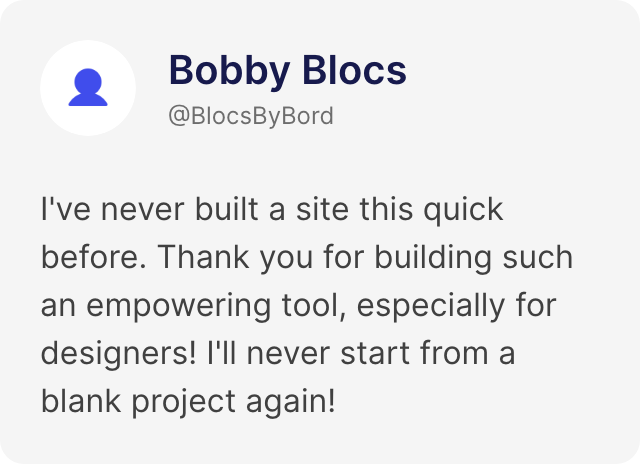 Bobby Blocs
@BlocsByBord
I've never built a site this quick
before. Thank you for building such
an empowering tool, especially for
designers! I'll never start from a
blank project again!